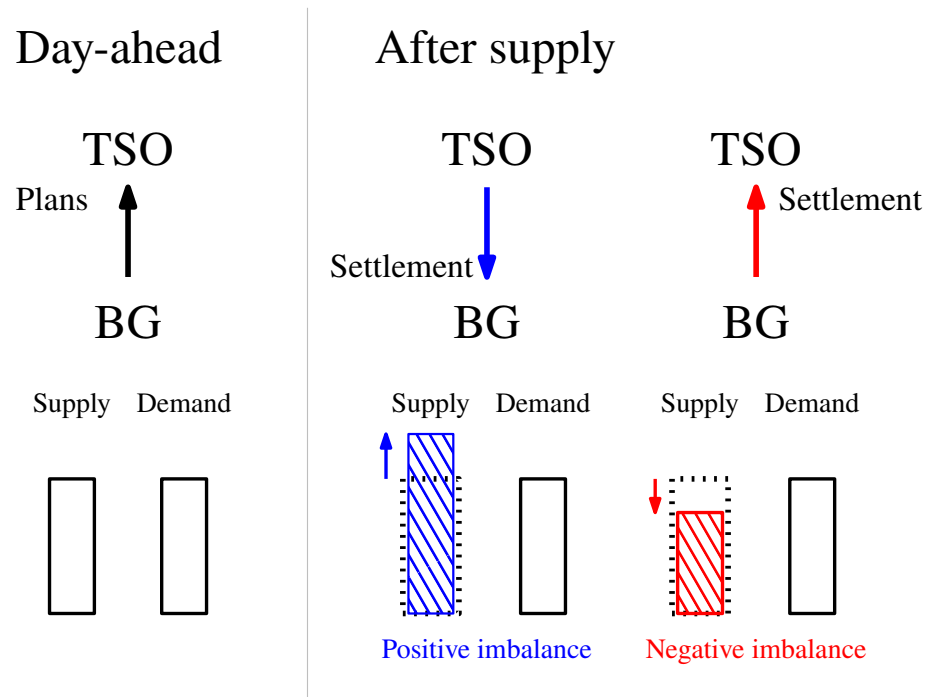 Day-ahead
After supply
TSO
TSO
TSO
Plans
Settlement
Settlement
BG
BG
BG
Supply Demand
Supply Demand
Supply Demand
Positive imbalance
Negative imbalance